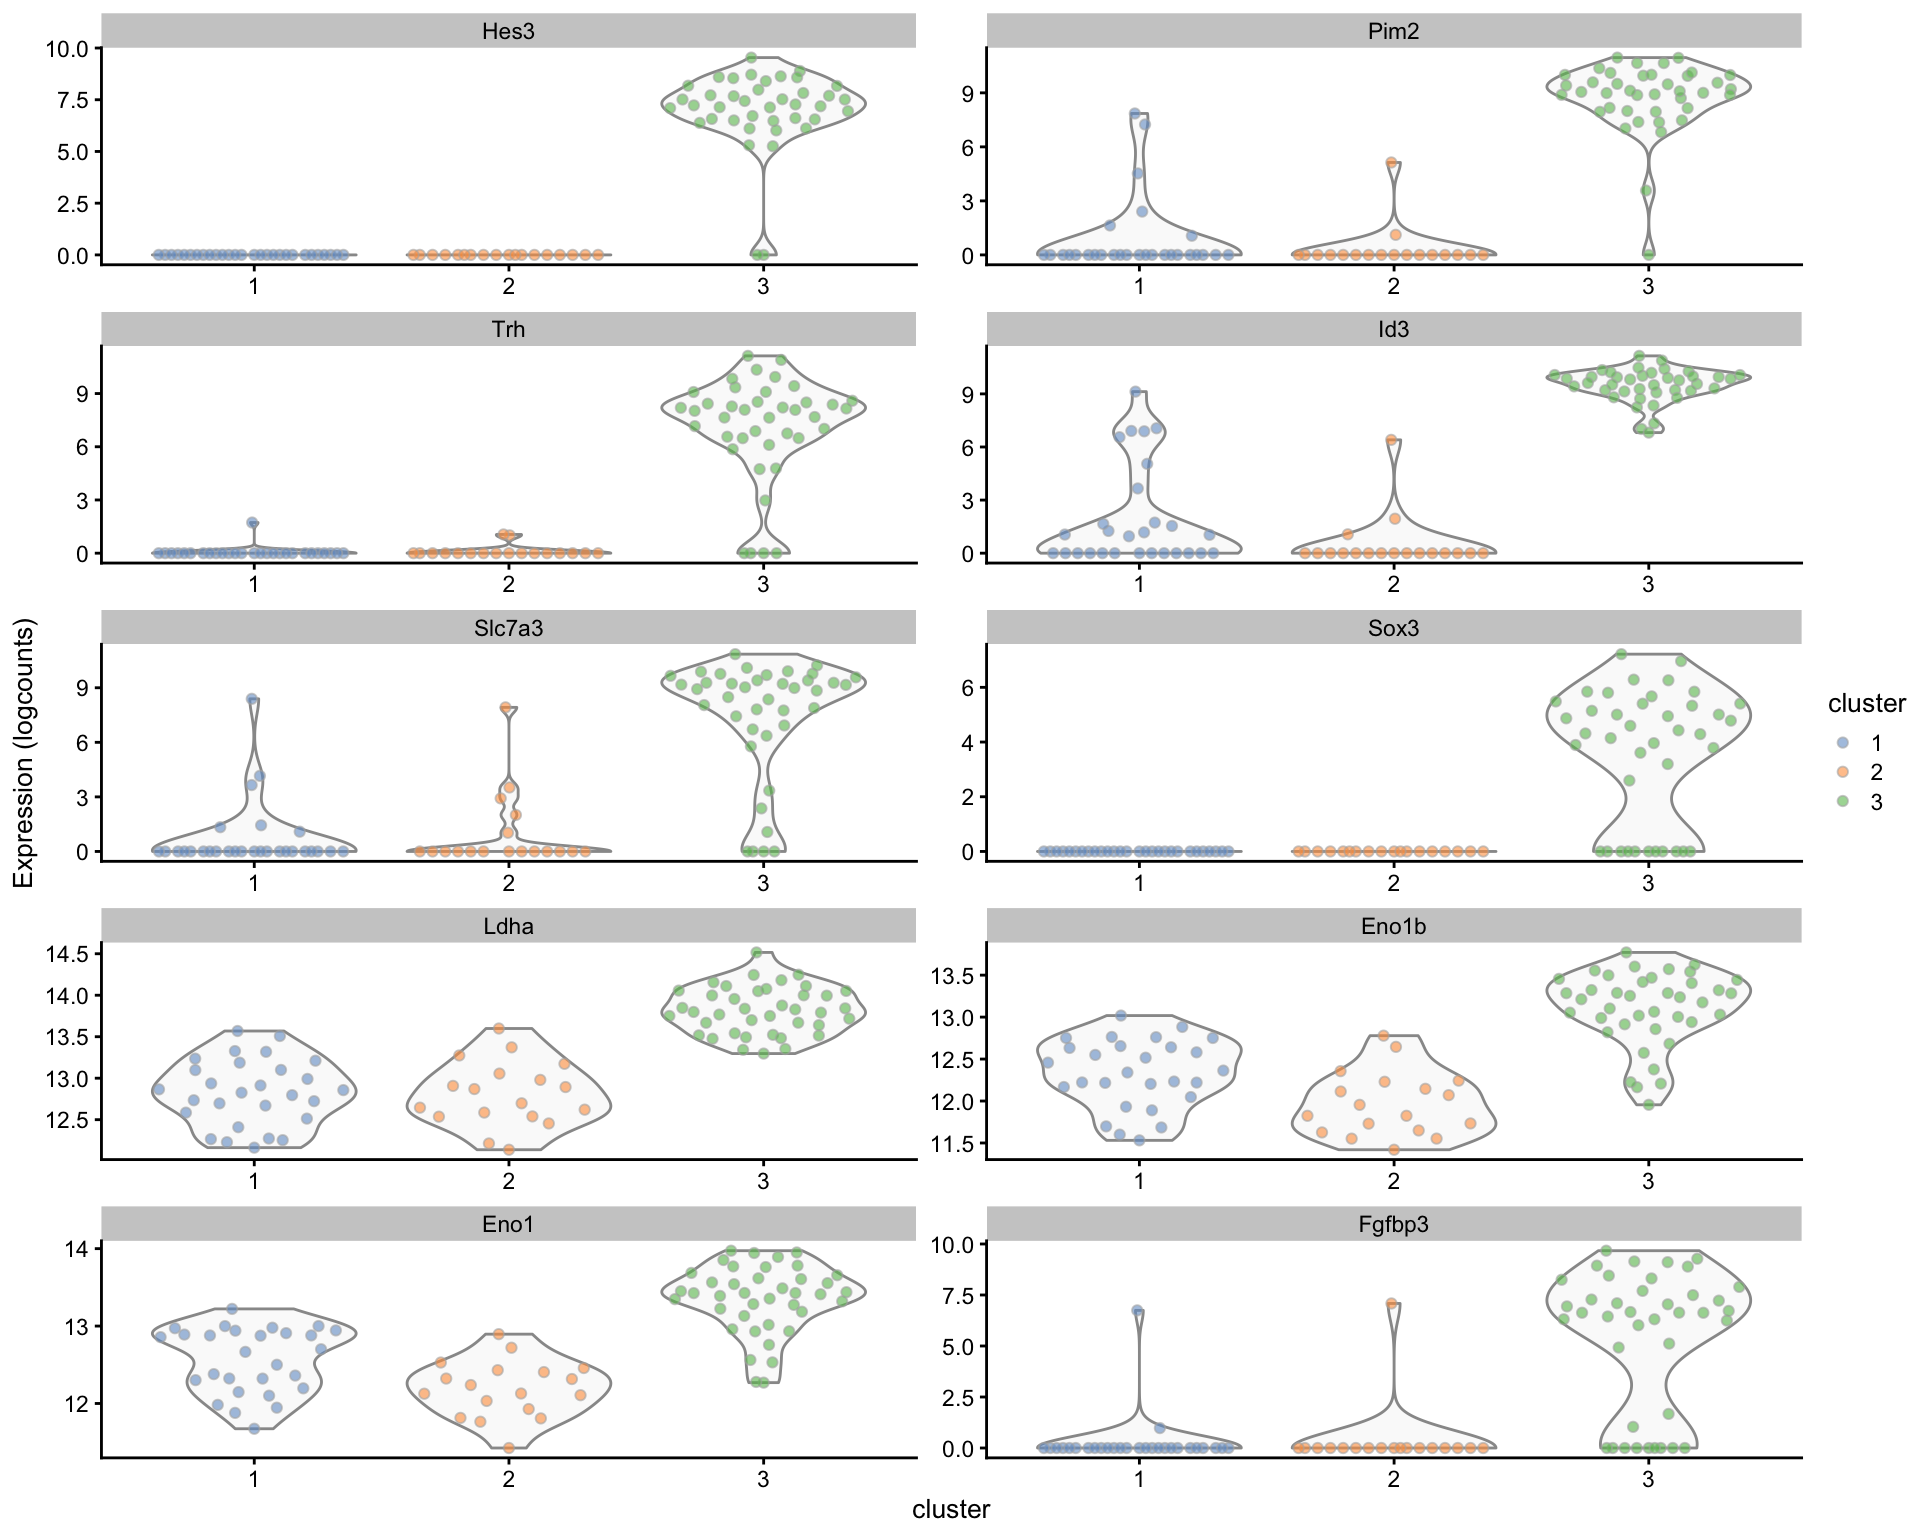 Hes3
10.0
7.5
5.0
2.5
0.0
1 2 3
Pim2
9
6
3
0
1 2 3
Trh
9
6
3
0
1 2 3
Id3
9
6
3
0
1 2 3
Slc7a3
9
6
3
0
1 2 3
Sox3
6
4
2
0
1 2 3
Ldha
14.5
14.0
13.5
13.0
12.5
1 2 3
Eno1b
13.5
13.0
12.5
12.0
11.5
1 2 3
Eno1
14
13
12
1 2 3
Fgfbp3
10.0
7.5
5.0
2.5
0.0
1 2 3
Expression (logcounts)
cluster
cluster
1
2
3